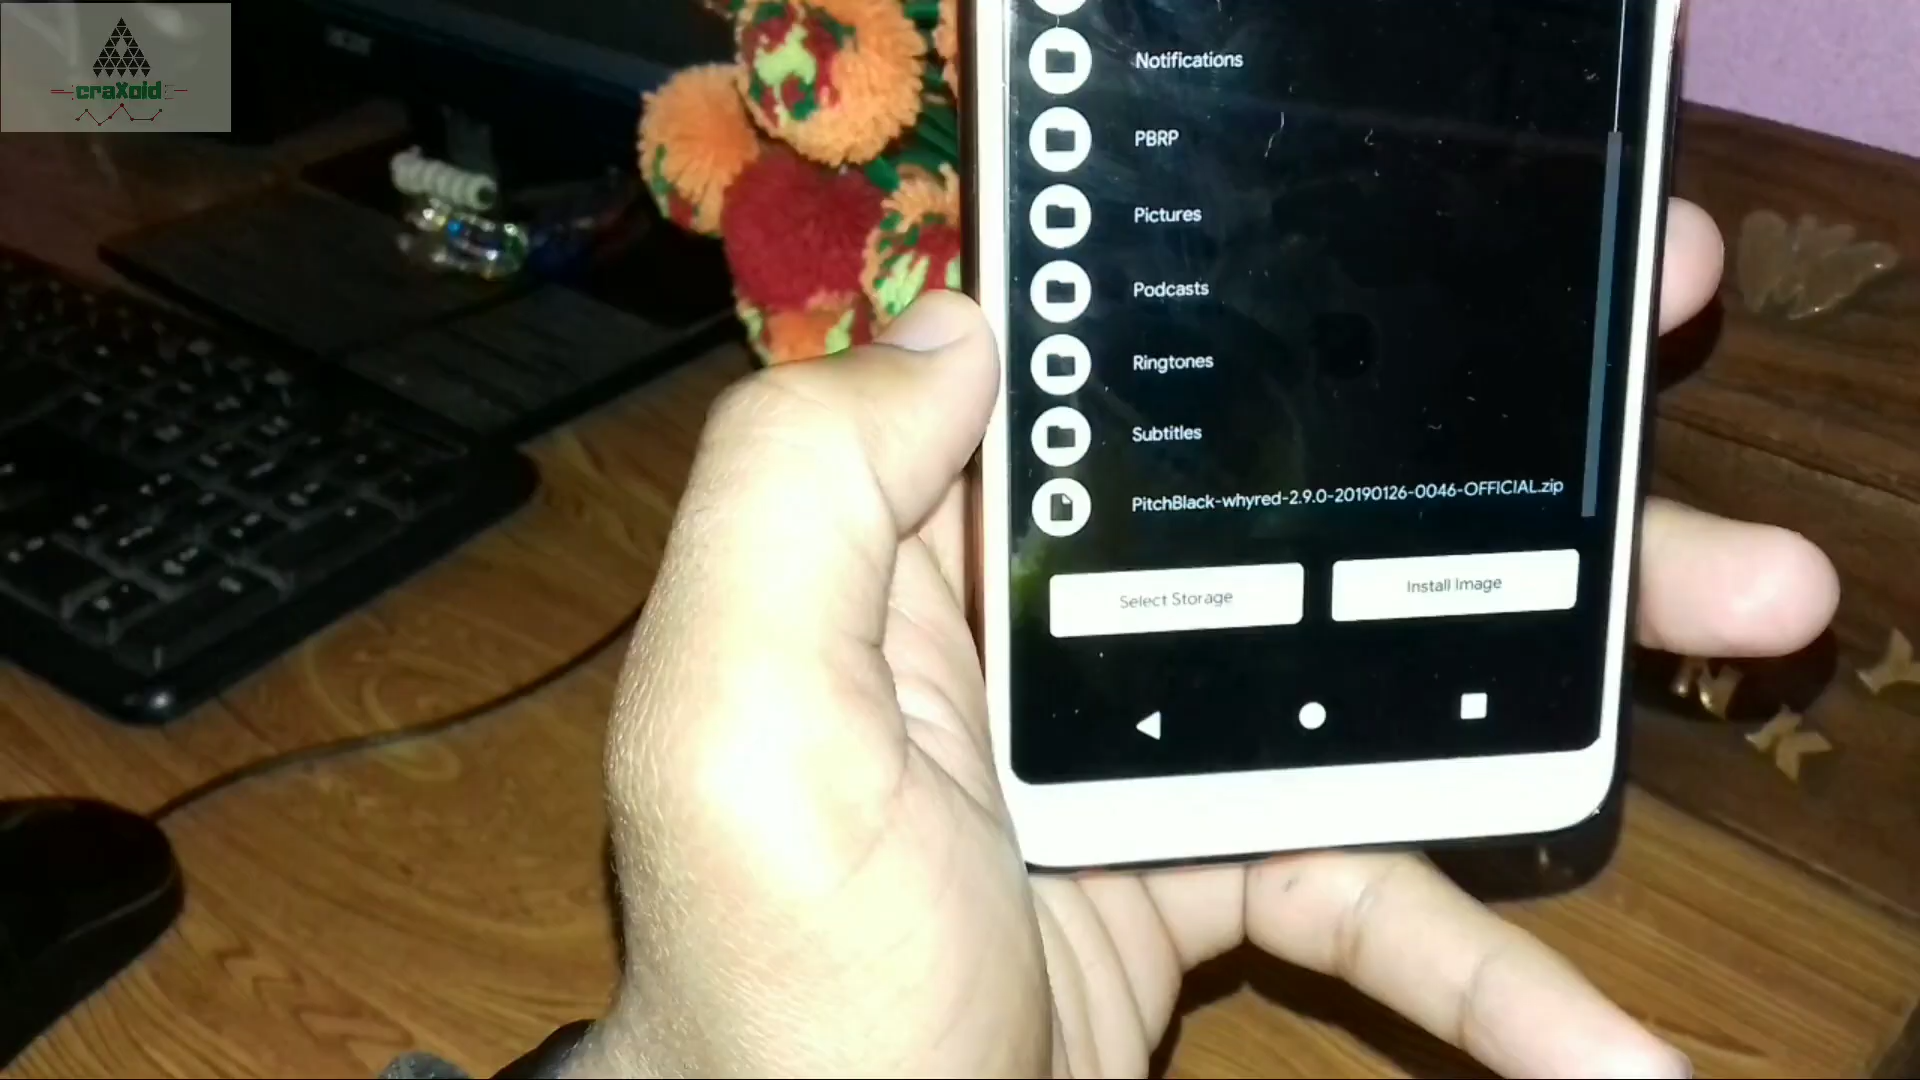 craXoid
acer
Notifications
PBRP
Pictures
Podcasts
Ringtones
Subtitles
PitchBlack-whyred-2.9.0-20190126-0046-OFFICIAL.zip
Select Storage
Install Image